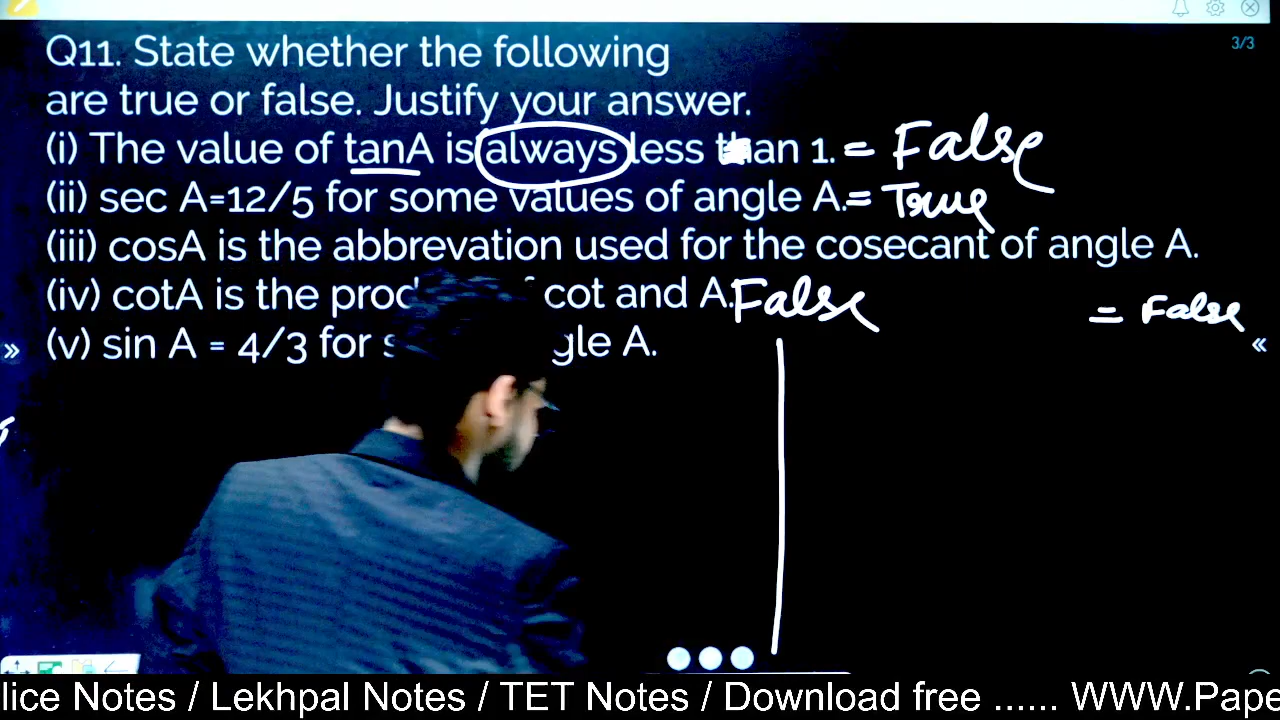 3/3
Q11. State whether the following
are true or false. Justify your answer.
(i) The value of tanA is always less than 1. = False
(ii) sec A=12/5 for some values of angle A. = True
(iii) cosA is the abbrevation used for the cosecant of angle A.
= False
(iv) cotA is the cot and A. False
(v) sin A = 4/3 for A.
lice Notes / Lekhpal Notes / TET Notes / Download free ...... WWW.Pape